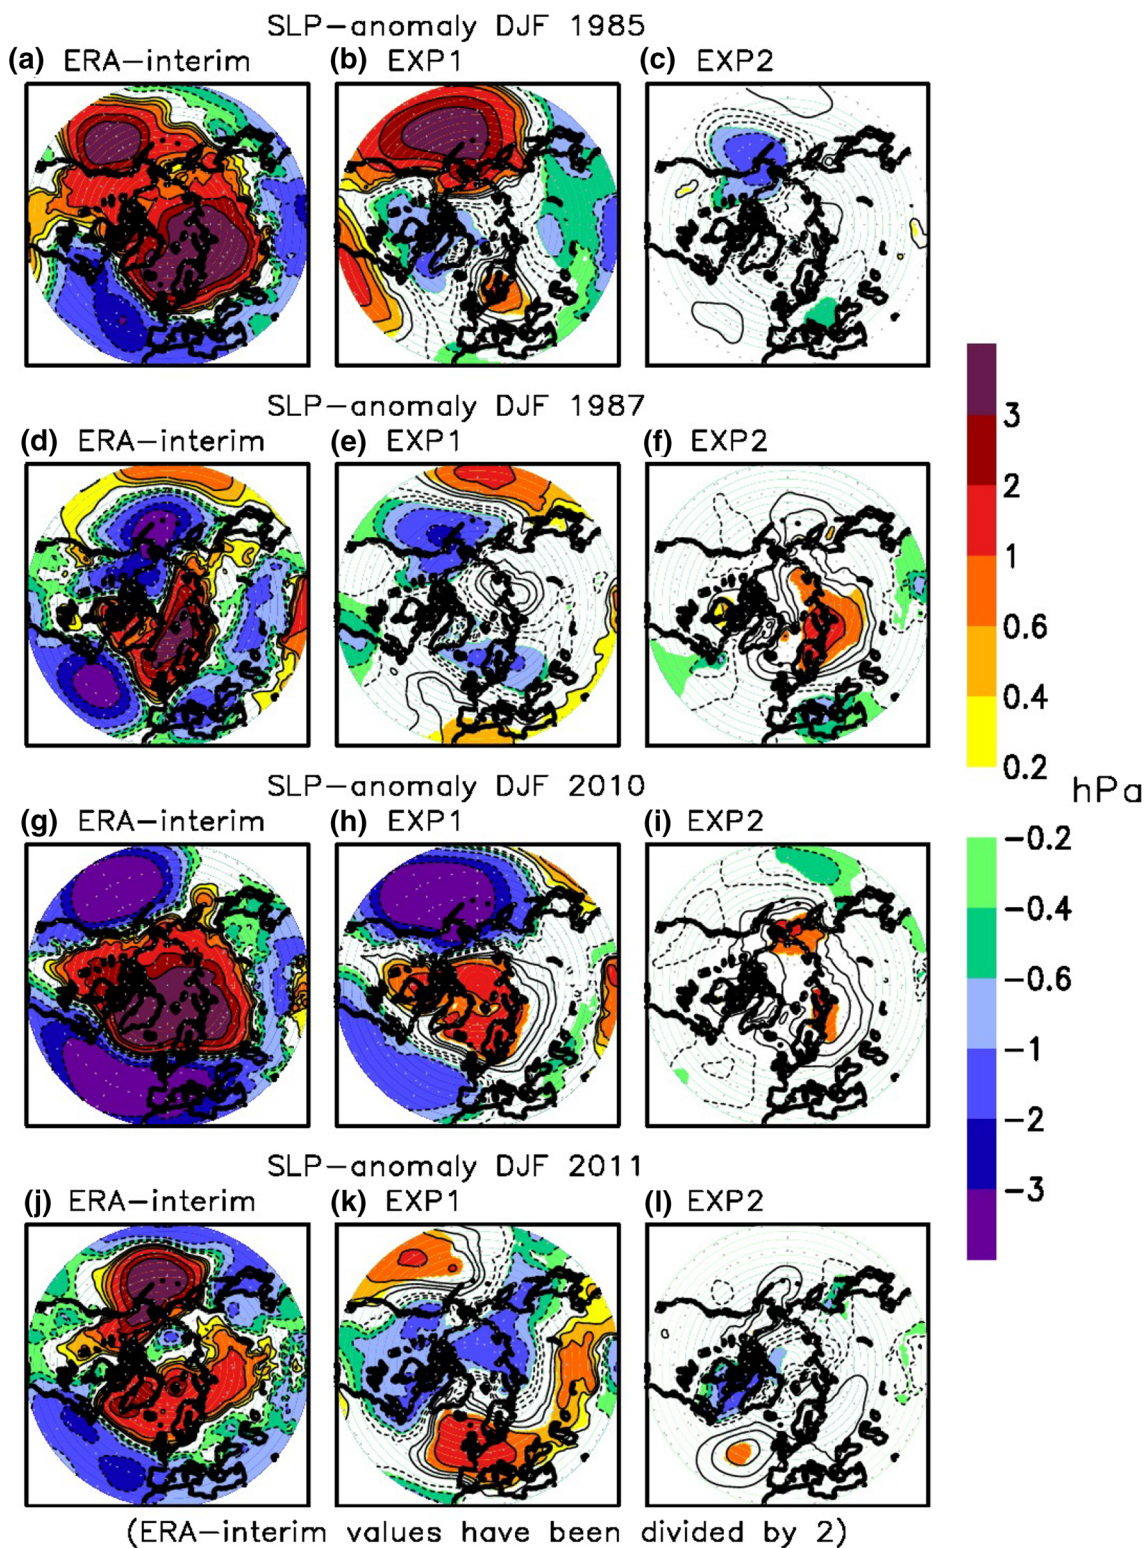 SLP-anomaly DJF 1985
(a) ERA-interim (b) EXP1 (c) EXP2
SLP-anomaly DJF 1987
(d) ERA-interim (e) EXP1 (f) EXP2
SLP-anomaly DJF 2010
(g) ERA-interim (h) EXP1 (i) EXP2
SLP-anomaly DJF 2011
(j) ERA-interim (k) EXP1 (l) EXP2
3
2
1
0.6
0.4
0.2
hPa
-0.2
-0.4
-0.6
-1
-2
-3
(ERA-interim values have been divided by 2)